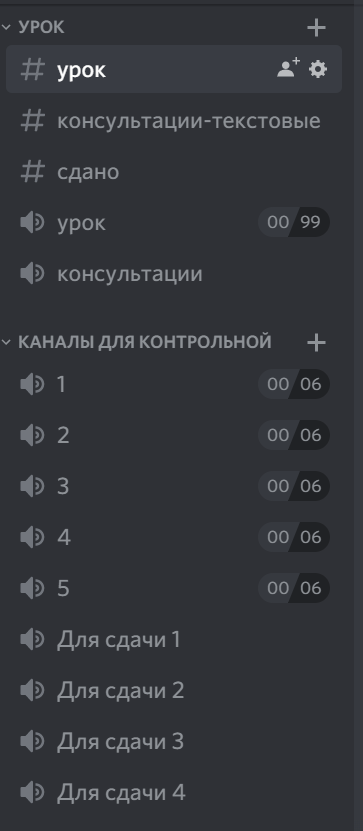 УРОК
урок
консультации-текстовые
сдано
урок 00 99
консультации
КАНАЛЫ ДЛЯ КОНТРОЛЬНОЙ
1 00 06
2 00 06
3 00 06
4 00 06
5 00 06
Для сдачи 1
Для сдачи 2
Для сдачи 3
Для сдачи 4